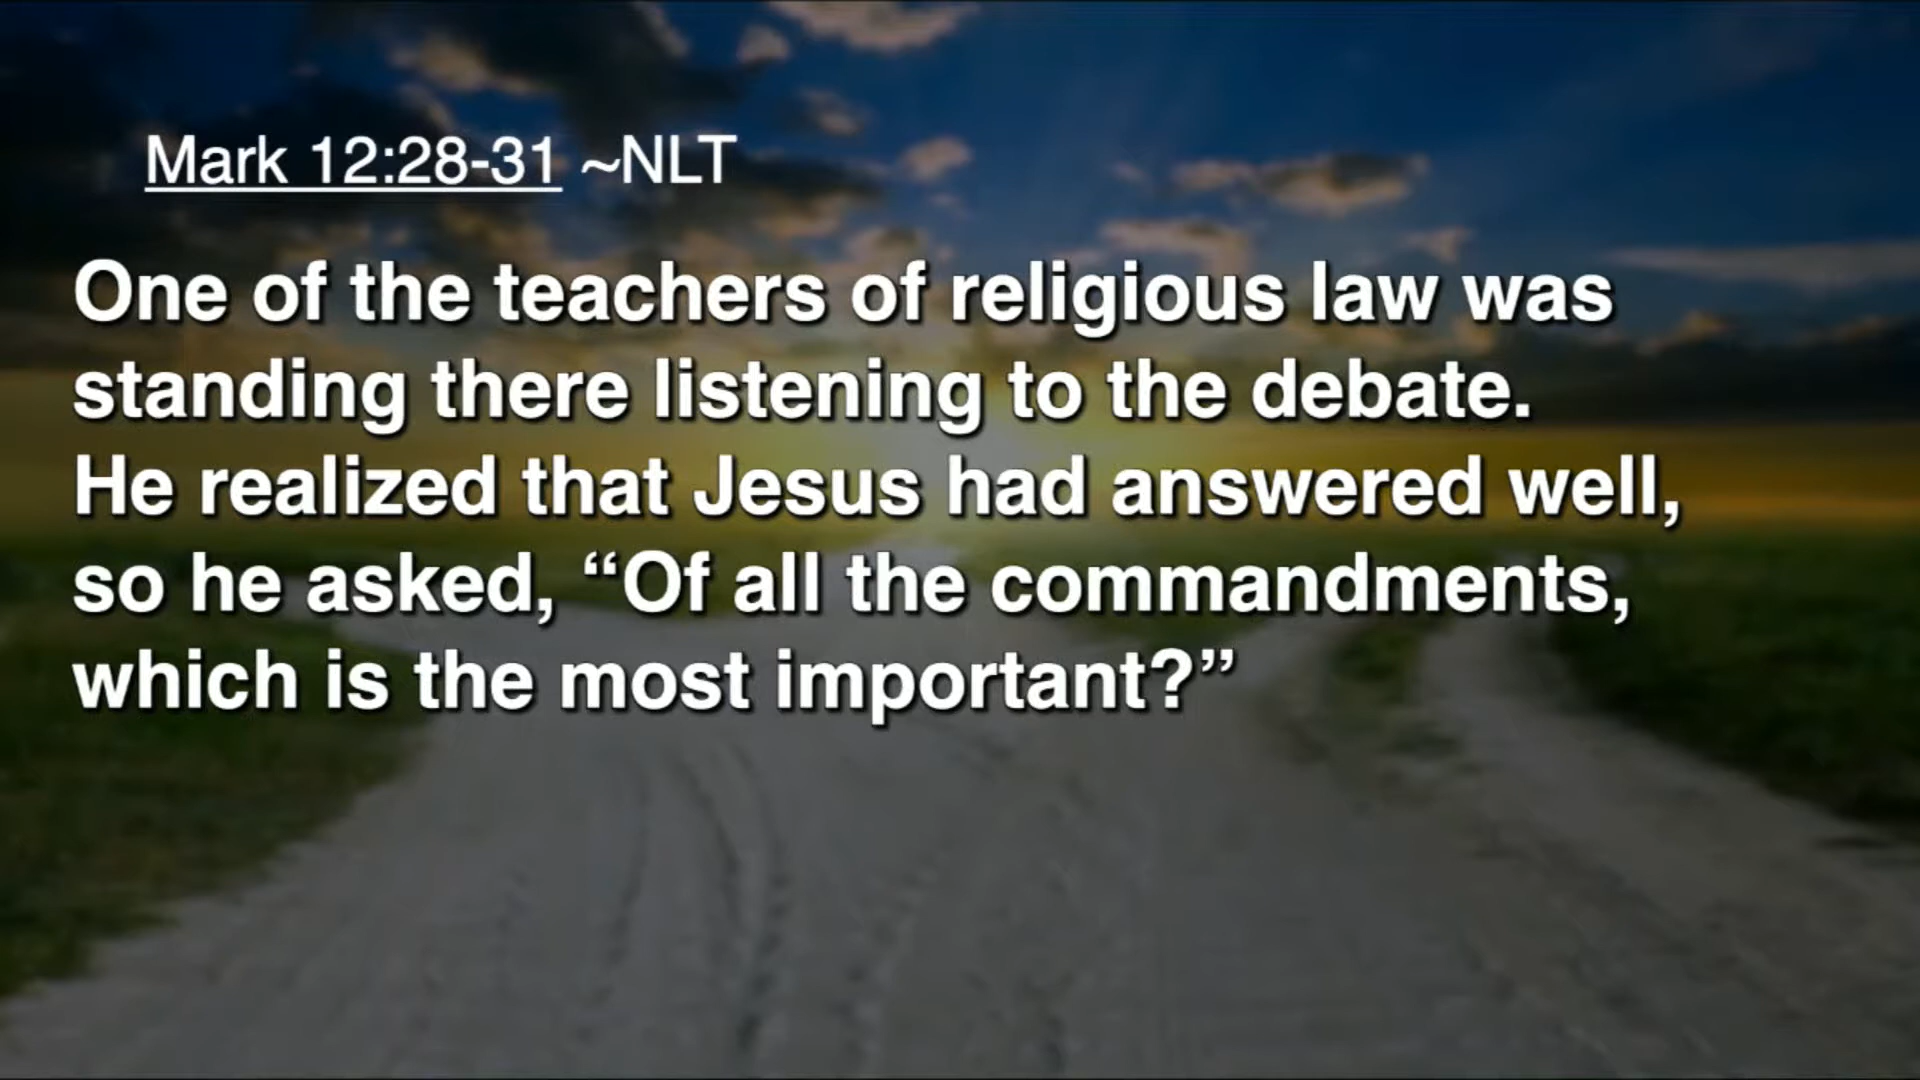 Mark 12:28-31 ~NLT
One of the teachers of religious law was
standing there listening to the debate.
He realized that Jesus had answered well,
so he asked, “Of all the commandments,
which is the most important?”